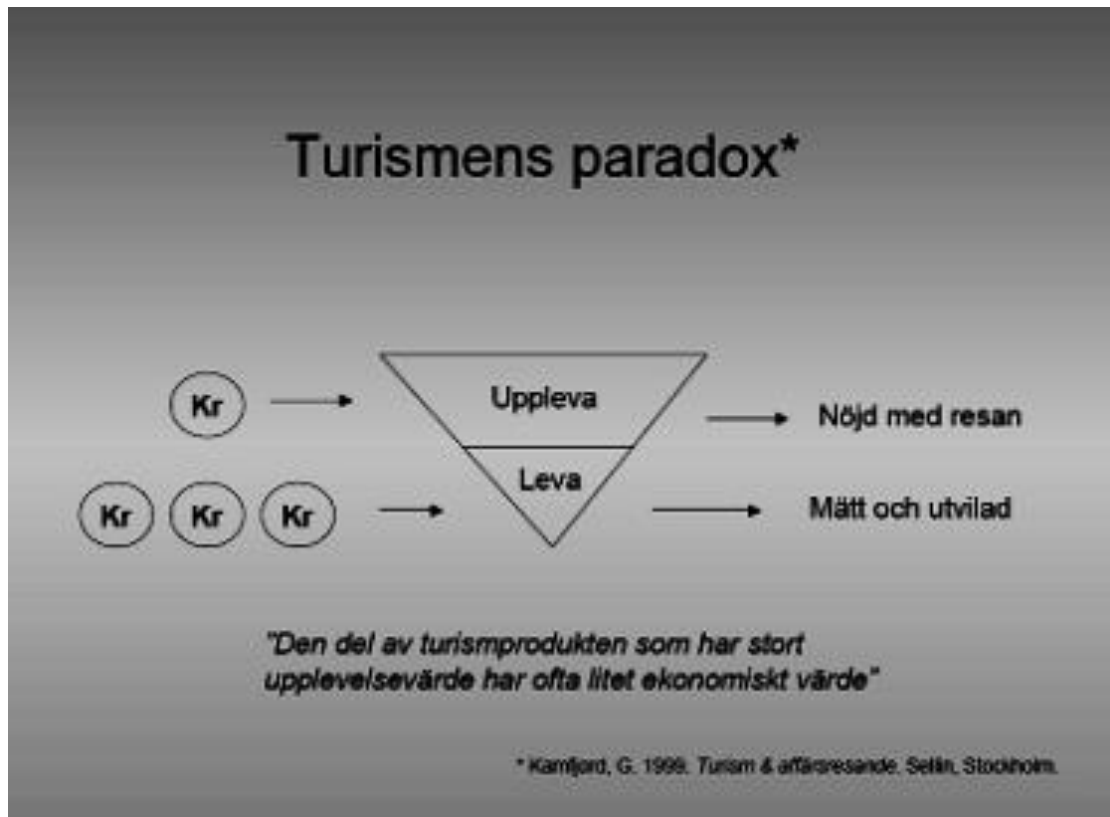 Turismens paradox*
Kr
Uppleva
Nöjd med resan
Kr Kr Kr
Leva
Mätt och utvilad
"Den del av turismprodukten som har stort
upplevelsevärde har ofta litet ekonomiskt värde"
* Kamfjord, G. 1999. Turism & affärsresande. Sellin, Stockholm.